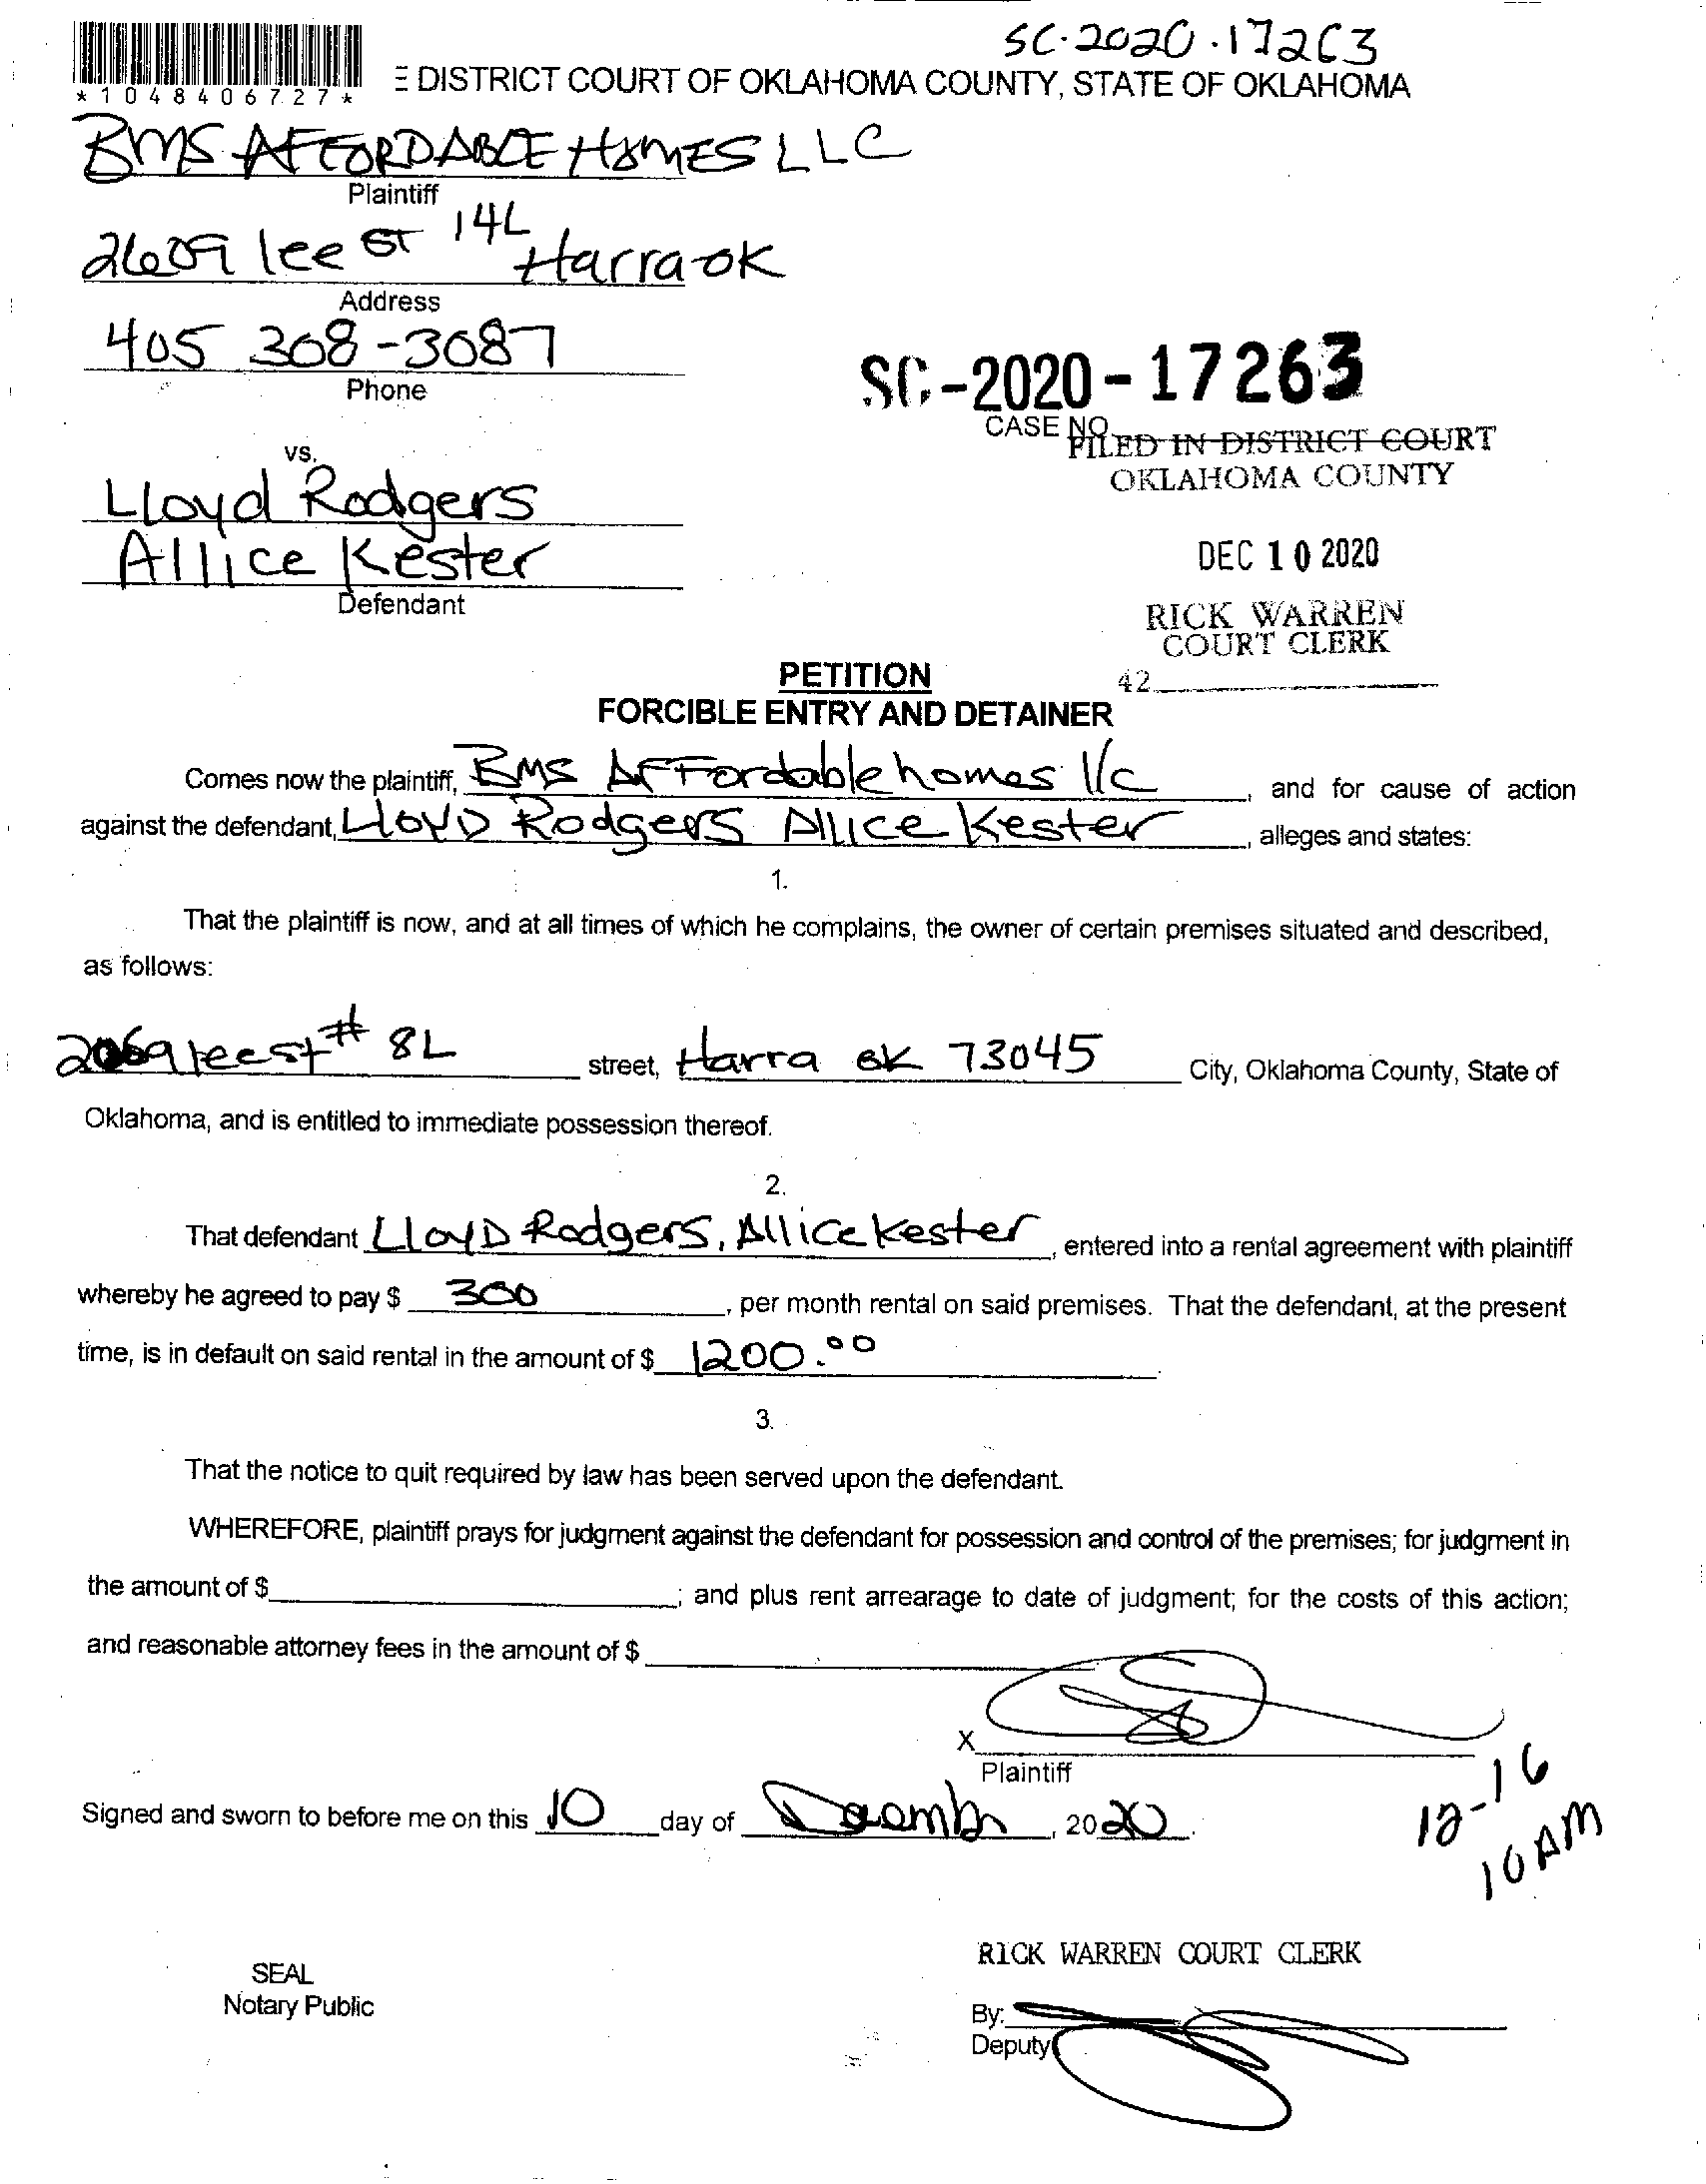 SC-2020-17263
* 1 0 4 8 4 0 6 7 2 7 *
E DISTRICT COURT OF OKLAHOMA COUNTY, STATE OF OKLAHOMA
BMS AFFORDABLE HOMES LLC
Plaintiff
2609 lee ST 14L Harra OK
Address
405 308-3087
Phone
SC-2020-17263
CASE NO.
FILED IN DISTRICT COURT
OKLAHOMA COUNTY
vs.
Lloyd Rodgers
Allice Kester
Defendant
DEC 10 2020
RICK WARREN
COURT CLERK
42
PETITION
FORCIBLE ENTRY AND DETAINER
Comes now the plaintiff, BMS AFFordable homes llc, and for cause of action
against the defendant, LLOYD Rodgers Allice Kester, alleges and states:
1.
That the plaintiff is now, and at all times of which he complains, the owner of certain premises situated and described,
as follows:
lee st # 8L street, Harra OK 73045 City, Oklahoma County, State of
Oklahoma, and is entitled to immediate possession thereof.
2.
That defendant LLOYD Rodgers, Allice Kester, entered into a rental agreement with plaintiff
whereby he agreed to pay $ 300, per month rental on said premises. That the defendant, at the present
time, is in default on said rental in the amount of $ 1200.00.
3.
That the notice to quit required by law has been served upon the defendant.
WHEREFORE, plaintiff prays for judgment against the defendant for possession and control of the premises; for judgment in
the amount of $ ; and plus rent arrearage to date of judgment; for the costs of this action;
and reasonable attorney fees in the amount of $
X
Plaintiff
Signed and sworn to before me on this 10 day of December, 2020.
12-16
10 AM
RICK WARREN COURT CLERK
SEAL
Notary Public
By:
Deputy